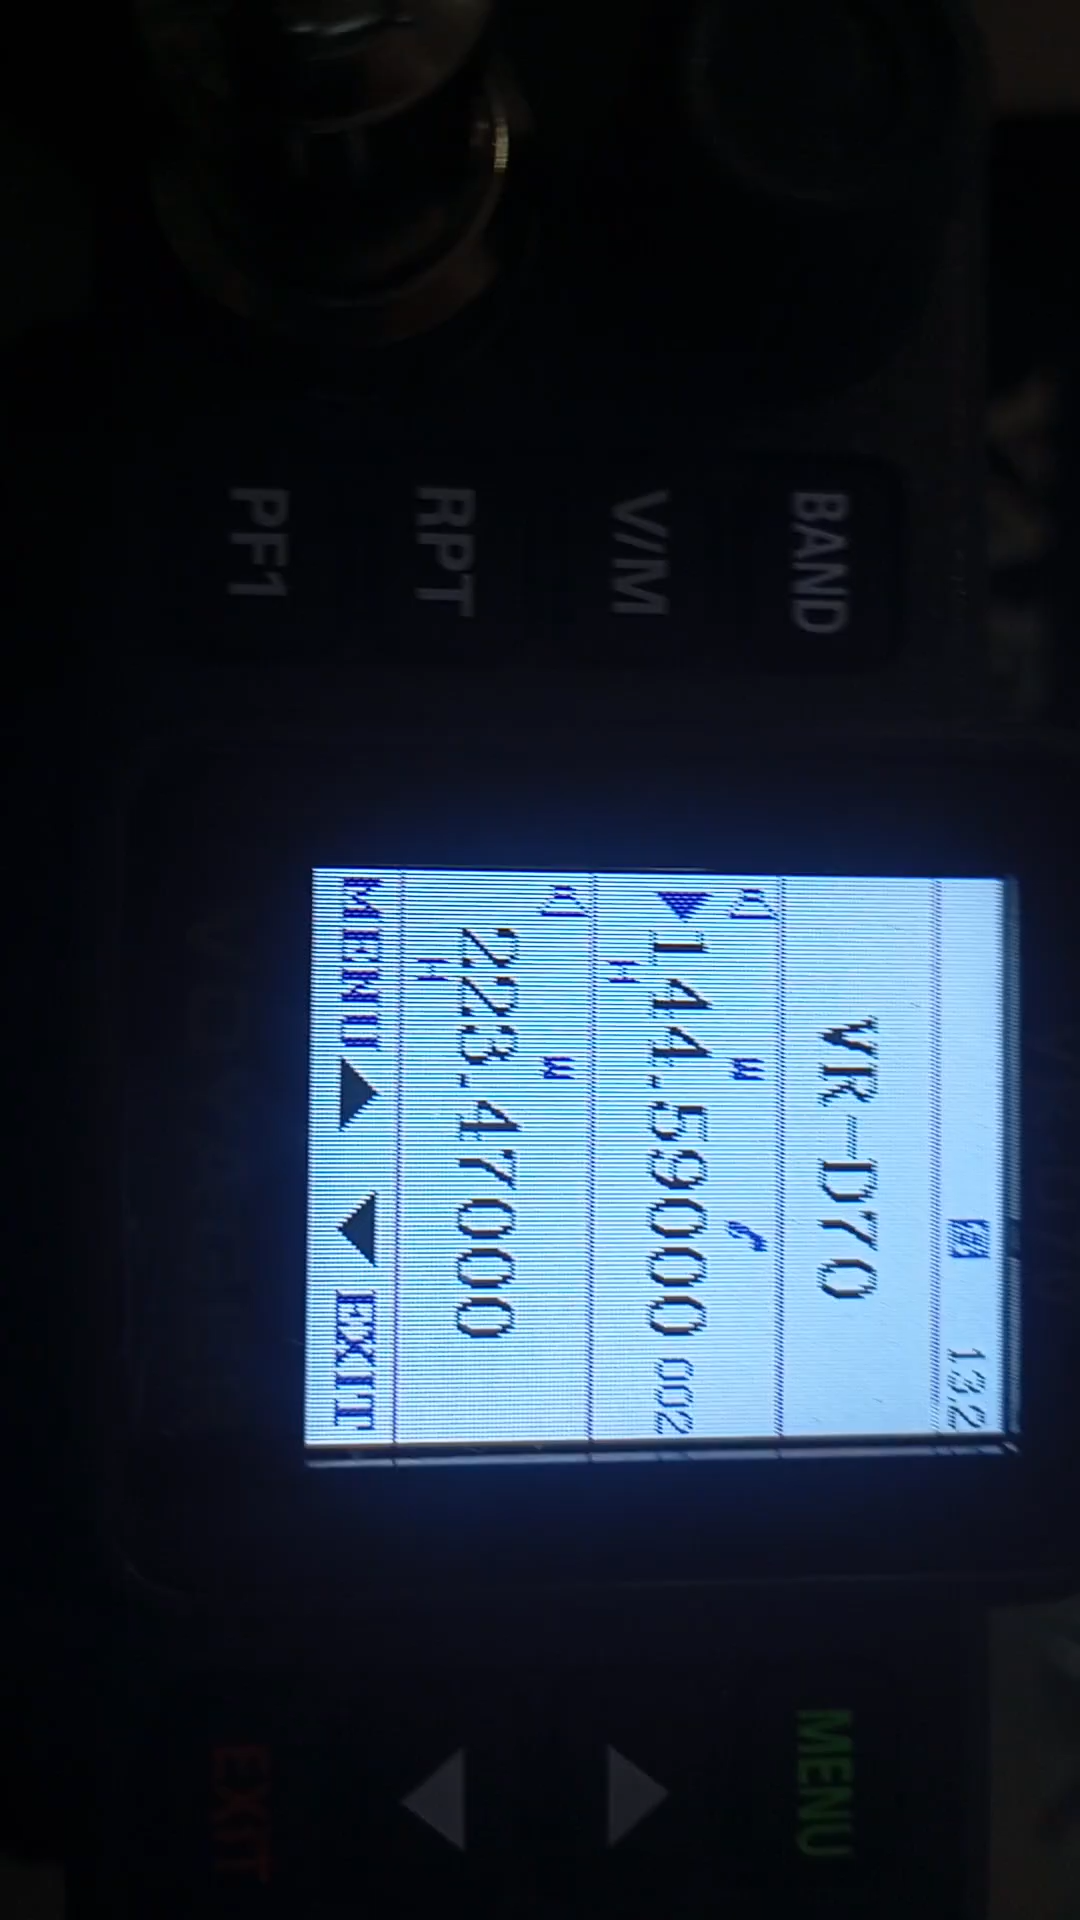 BAND
V/M
RPT
PF1
13.2
VR-D70
W
144.59000 002
H
W
223.47000
H
MENU EXIT
MENU
EXIT